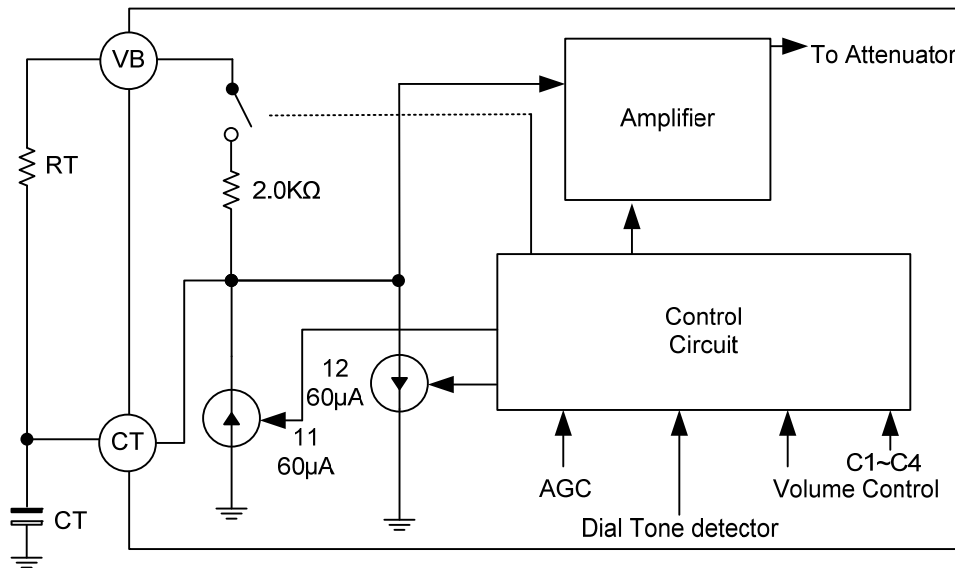 VB
To Attenuator
Amplifier
RT
2.0KΩ
Control
Circuit
12
60µA
11
60µA
CT
CT
AGC
Dial Tone detector
C1~C4
Volume Control